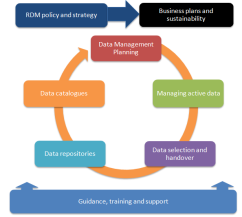 RDM policy and strategy
Business plans and
sustainability
Data Management
Planning
Data catalogues
Managing active data
Data repositories
Data selection and
handover
Guidance, training and support